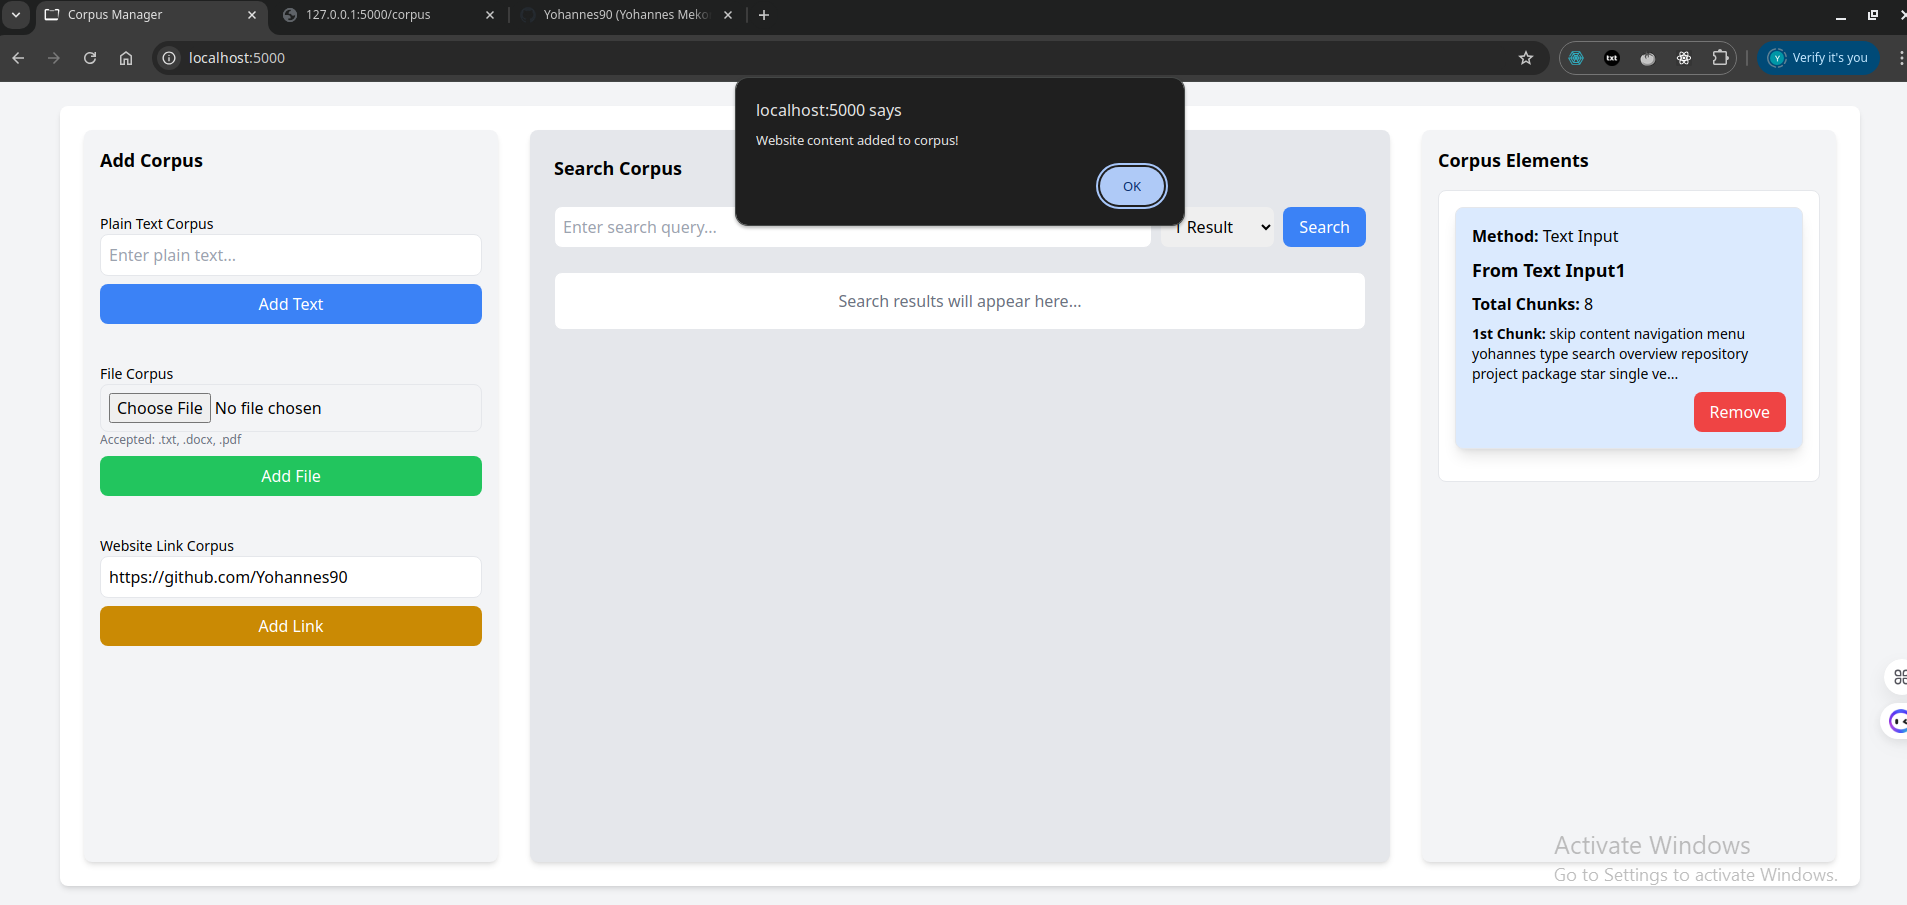 Corpus Manager
127.0.0.1:5000/corpus
Yohannes90 (Yohannes Meko
localhost:5000
txt
Y
Verify it's you
localhost:5000 says
Website content added to corpus!
OK
Add Corpus
Plain Text Corpus
Enter plain text...
Add Text
File Corpus
Choose File No file chosen
Accepted: .txt, .docx, .pdf
Add File
Website Link Corpus
https://github.com/Yohannes90
Add Link
Search Corpus
Enter search query...
1 Result
Search
Search results will appear here...
Corpus Elements
Method: Text Input
From Text Input1
Total Chunks: 8
1st Chunk: skip content navigation menu
yohannes type search overview repository
project package star single ve...
Remove
Activate Windows
Go to Settings to activate Windows.